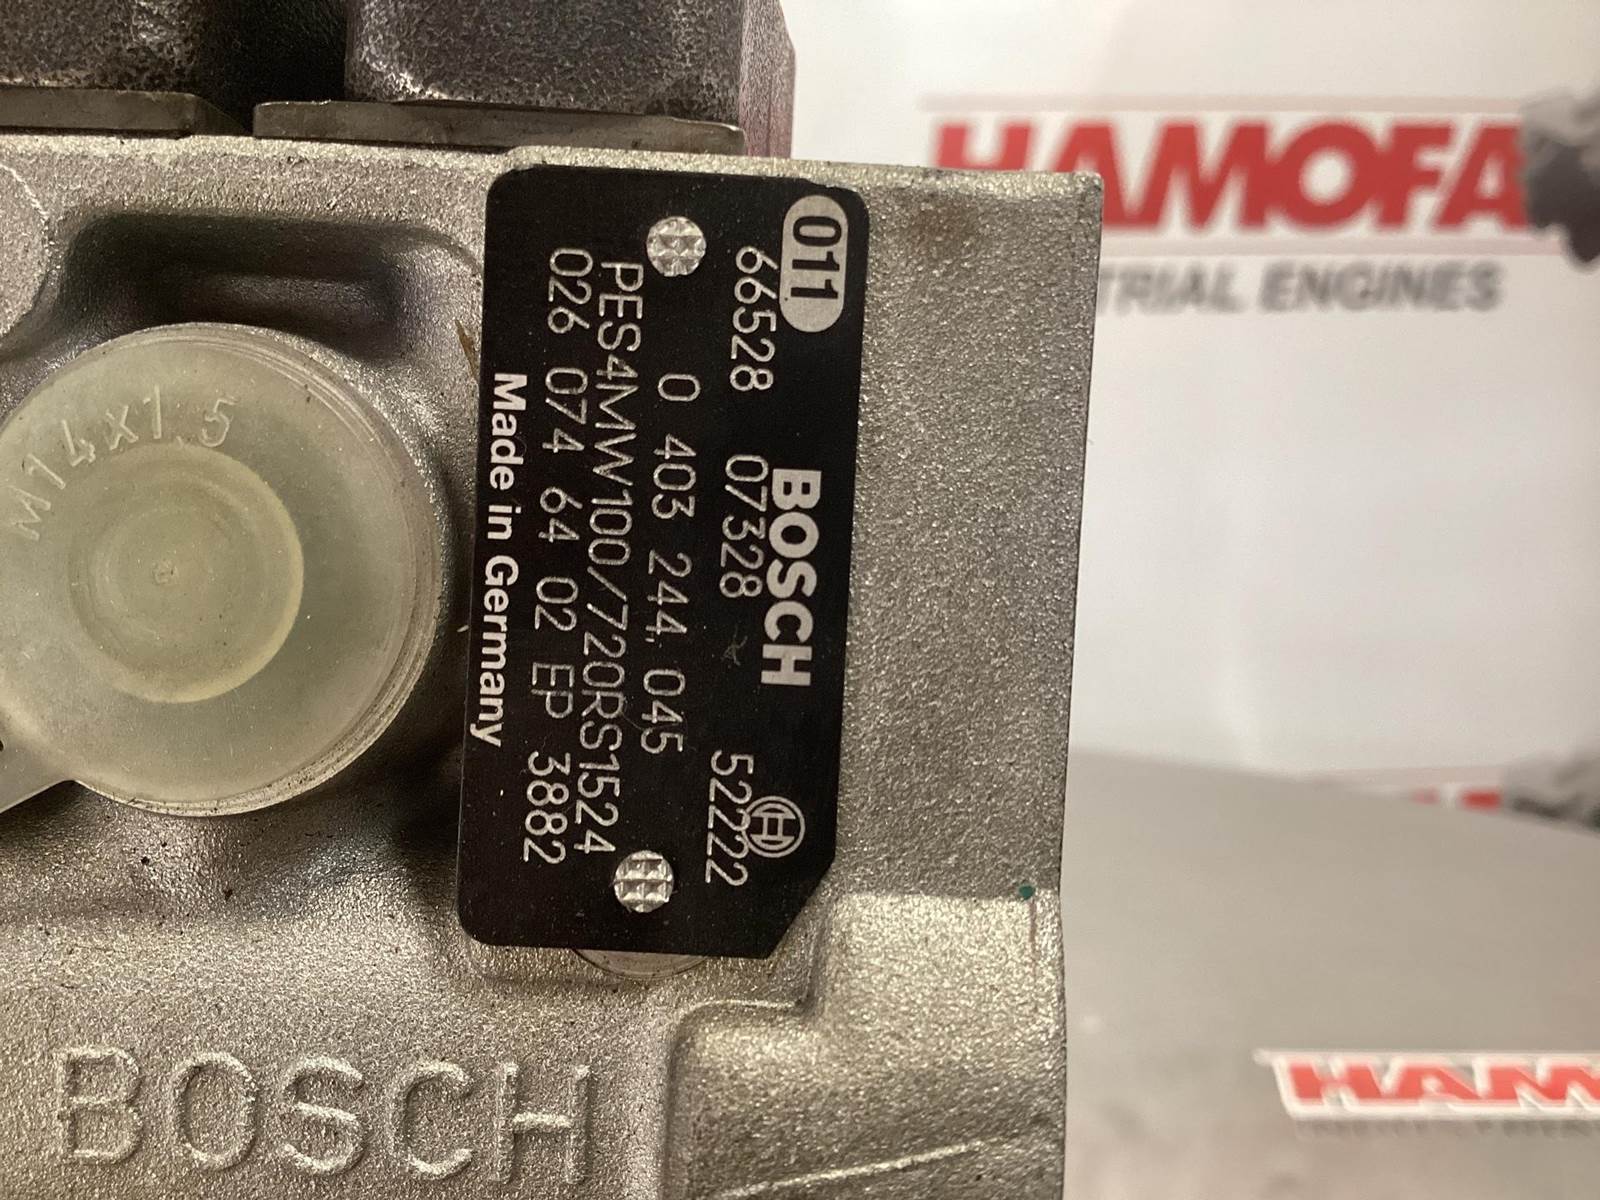 011
BOSCH
66528 07328 52222
0 403 244 045
PES4MW100/720RS1524
026 074 64 02 EP 3882
Made in Germany
M14x1,5
BOSCH
HAMOFA
TRIAL ENGINES
HAM